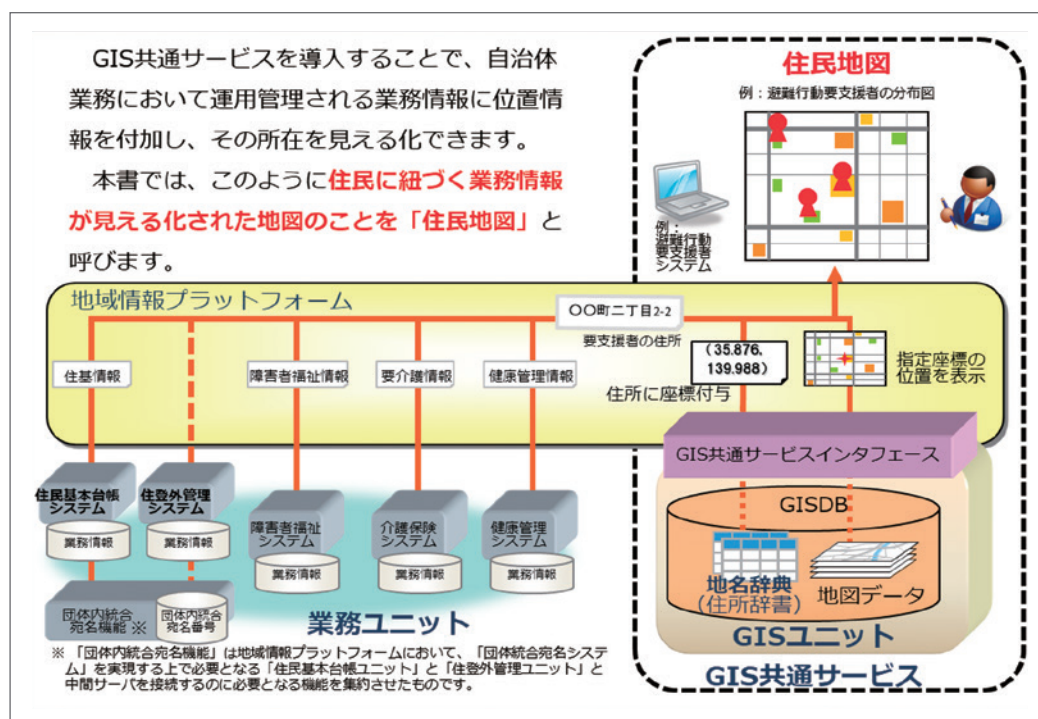 GIS共通サービスを導入することで、自治体
業務において運用管理される業務情報に位置情
報を付加し、その所在を見える化できます。
本書では、このように住民に紐づく業務情報
が見える化された地図のことを「住民地図」と
呼びます。
住民地図
例：避難行動要支援者の分布図
例：
避難行動
要支援者
システム
地域情報プラットフォーム
〇〇町二丁目2-2
要支援者の住所
住基情報
障害者福祉情報
要介護情報
健康管理情報
（35.876,
139.988）
住所に座標付与
指定座標の
位置を表示
GIS共通サービスインタフェース
住民基本台帳
システム
業務情報
住登外管理
システム
業務情報
障害者福祉
システム
業務情報
介護保険
システム
業務情報
健康管理
システム
業務情報
団体内統合
宛名機能 ※
団体内統合
宛名番号
業務ユニット
GISDB
地名辞典
(住所辞書)
地図データ
GISユニット
GIS共通サービス
※ 「団体内統合宛名機能」は地域情報プラットフォームにおいて、「団体統合宛名システ
ム」を実現する上で必要となる「住民基本台帳ユニット」と「住登外管理ユニット」と
中間サーバを接続するのに必要となる機能を集約させたものです。